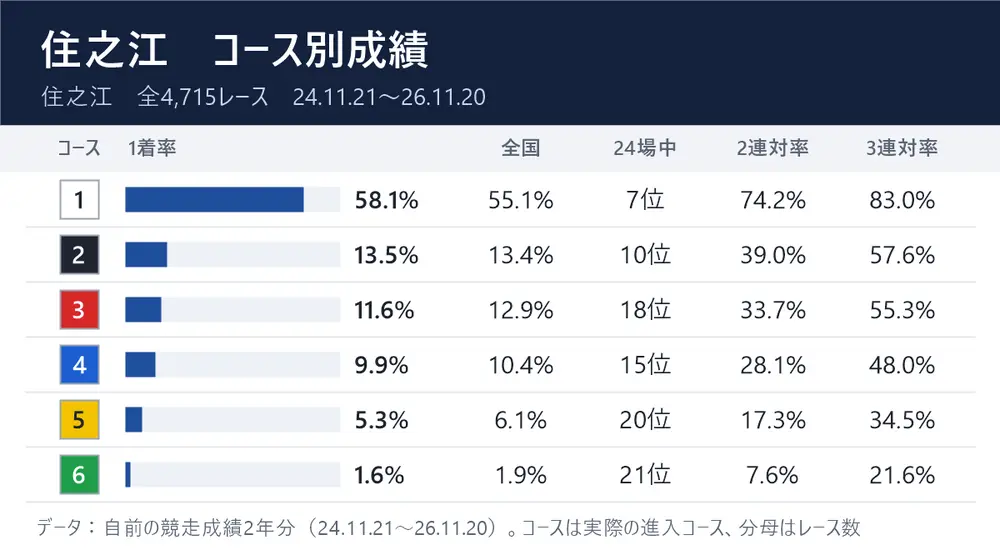 住之江　コース別成績
住之江　全4,715レース　24.11.21～26.11.20
コース 1着率 全国 24場中 2連対率 3連対率
1 58.1% 55.1% 7位 74.2% 83.0%
2 13.5% 13.4% 10位 39.0% 57.6%
3 11.6% 12.9% 18位 33.7% 55.3%
4 9.9% 10.4% 15位 28.1% 48.0%
5 5.3% 6.1% 20位 17.3% 34.5%
6 1.6% 1.9% 21位 7.6% 21.6%
データ：自前の競走成績2年分（24.11.21～26.11.20）。コースは実際の進入コース、分母はレース数